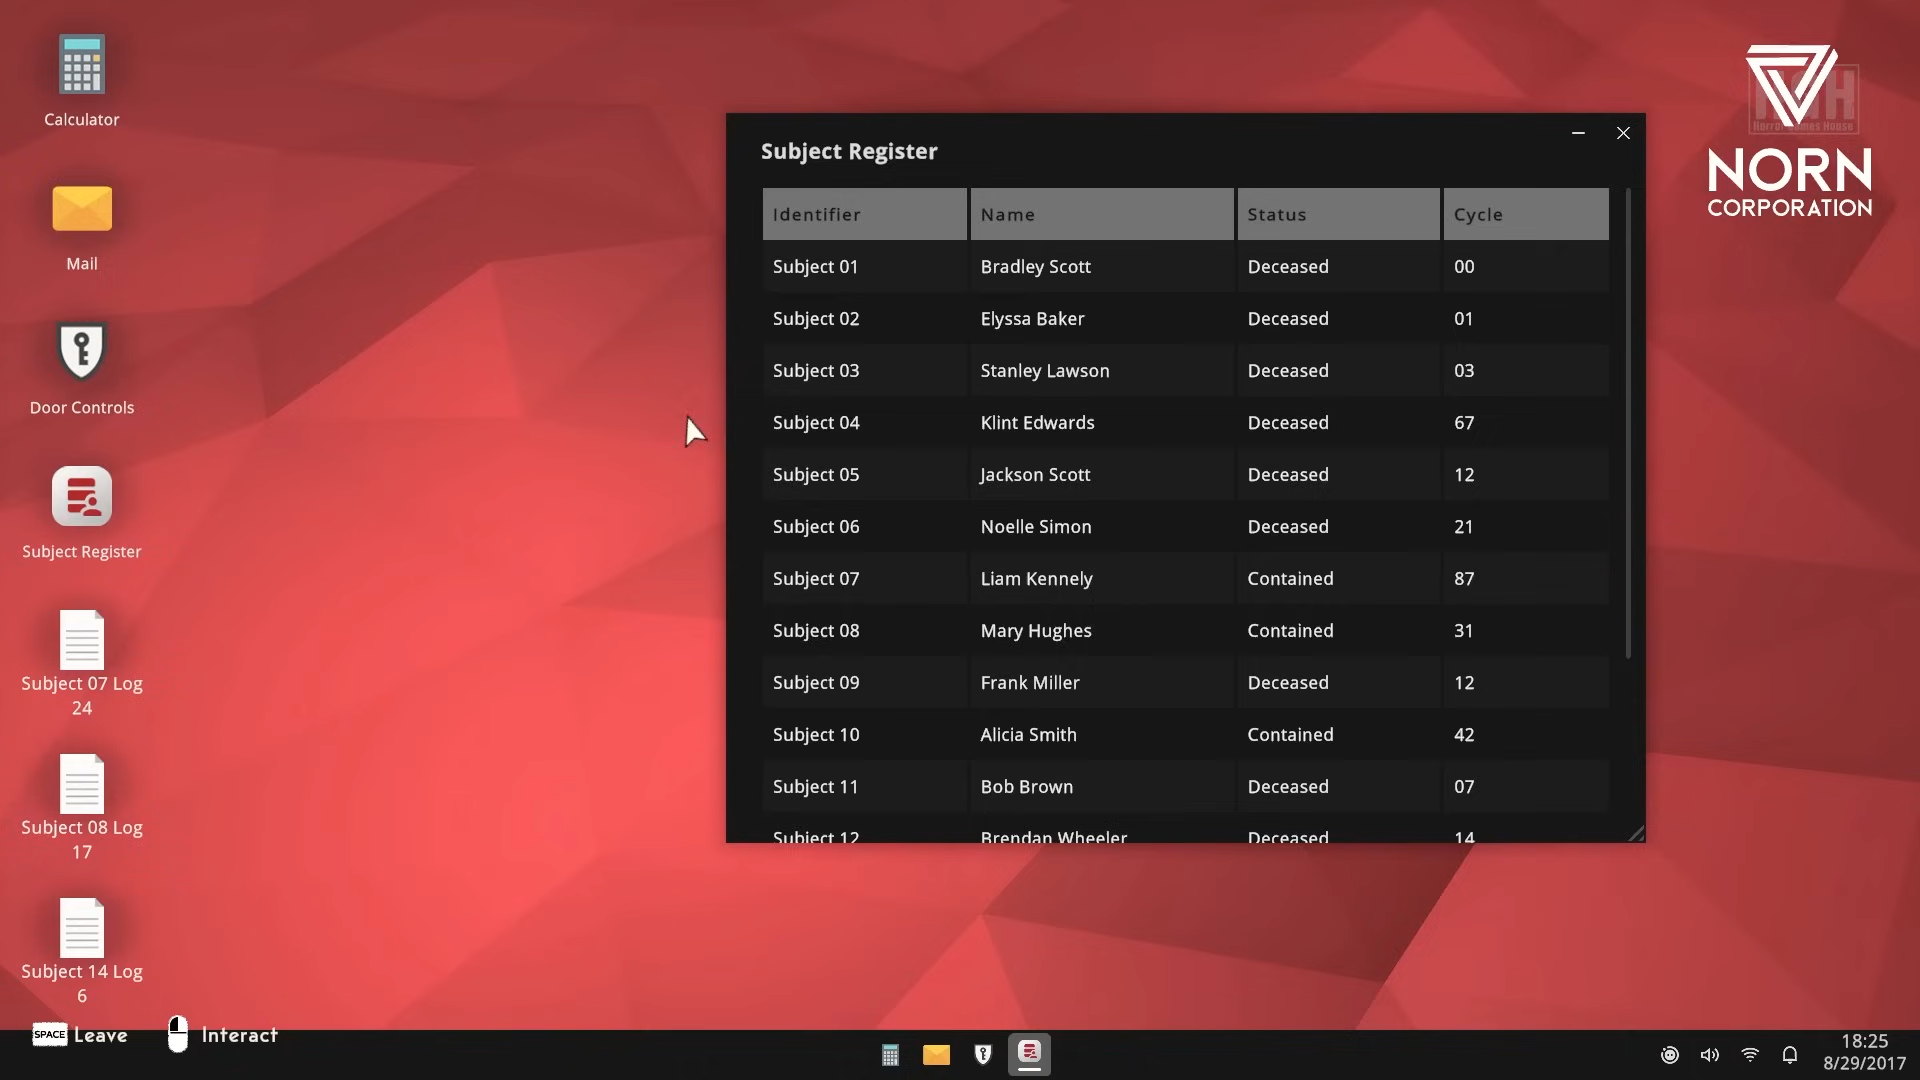 Calculator
Mail
Door Controls
Subject Register
Subject 07 Log
24
Subject 08 Log
17
Subject 14 Log
6
Subject Register
Identifier Name Status Cycle
Subject 01 Bradley Scott Deceased 00
Subject 02 Elyssa Baker Deceased 01
Subject 03 Stanley Lawson Deceased 03
Subject 04 Klint Edwards Deceased 67
Subject 05 Jackson Scott Deceased 12
Subject 06 Noelle Simon Deceased 21
Subject 07 Liam Kennely Contained 87
Subject 08 Mary Hughes Contained 31
Subject 09 Frank Miller Deceased 12
Subject 10 Alicia Smith Contained 42
Subject 11 Bob Brown Deceased 07
Subject 12 Brendan Wheeler Deceased 14
HGH
Horror Games House
NORN
CORPORATION
SPACE Leave Interact
18:25
8/29/2017